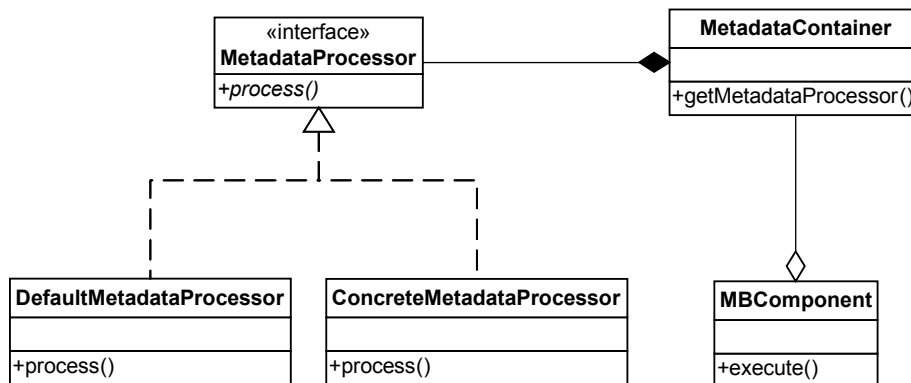 «interface»
MetadataProcessor
+process()
MetadataContainer
+getMetadataProcessor()
DefaultMetadataProcessor
+process()
ConcreteMetadataProcessor
+process()
MBComponent
+execute()